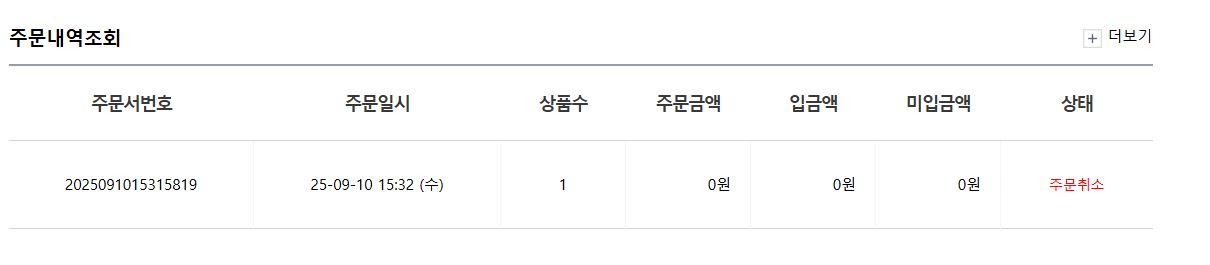 주문내역조회
+ 더보기
주문서번호 주문일시 상품수 주문금액 입금액 미입금액 상태
2025091015315819 25-09-10 15:32 (수) 1 0원 0원 0원 주문취소